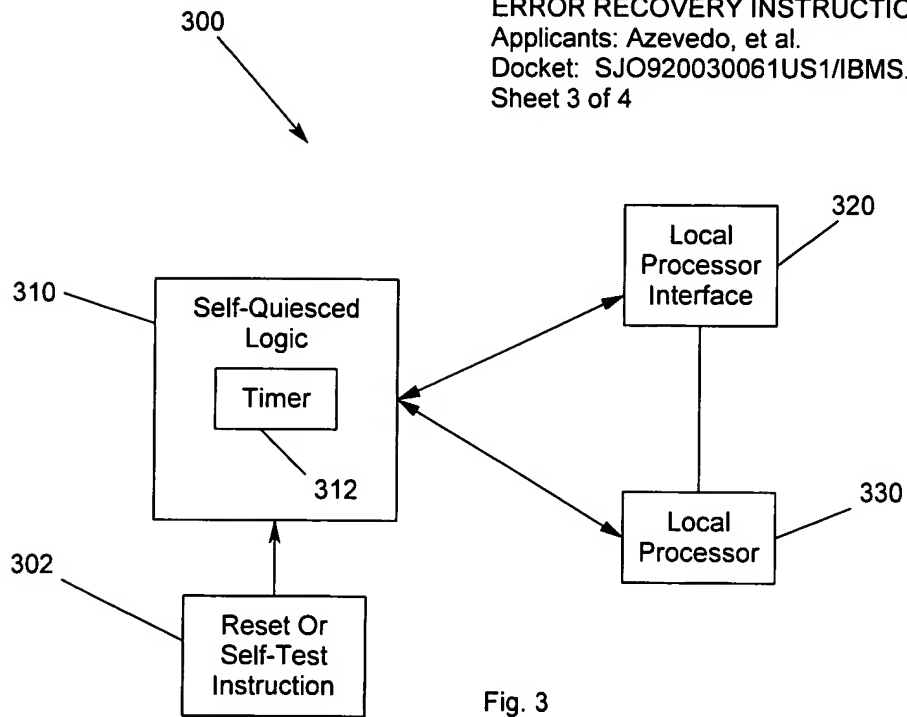 ERROR RECOVERY INSTRUCTIO
Applicants: Azevedo, et al.
Docket: SJO920030061US1/IBMS.
Sheet 3 of 4
300
310
Self-Quiesced
Logic
Timer
312
302
Reset Or
Self-Test
Instruction
320
Local
Processor
Interface
330
Local
Processor
Fig. 3